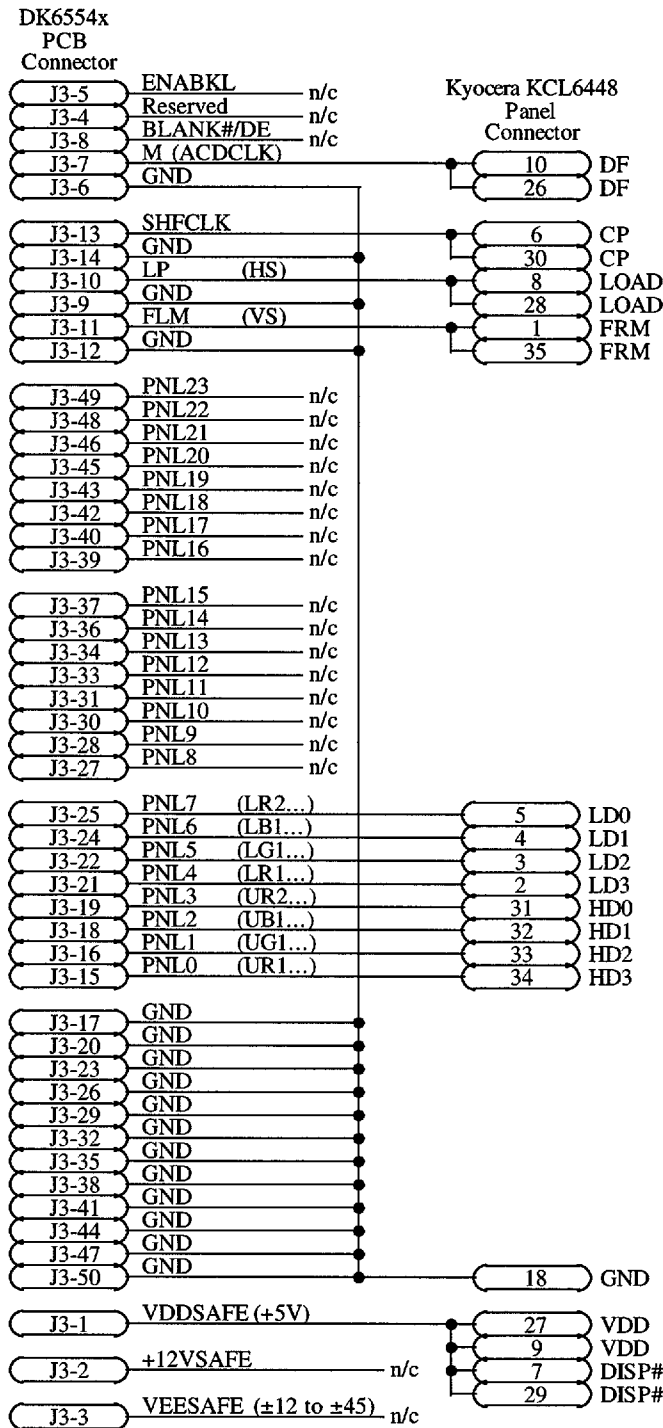 DK6554x
PCB
Connector
Kyocera KCL6448
Panel
Connector
J3-5 ENABKL n/c
J3-4 Reserved n/c
J3-8 BLANK#/DE n/c
J3-7 M (ACDCLK) 10 DF
J3-6 GND 26 DF
J3-13 SHFCLK 6 CP
J3-14 GND 30 CP
J3-10 LP (HS) 8 LOAD
J3-9 GND 28 LOAD
J3-11 FLM (VS) 1 FRM
J3-12 GND 35 FRM
J3-49 PNL23 n/c
J3-48 PNL22 n/c
J3-46 PNL21 n/c
J3-45 PNL20 n/c
J3-43 PNL19 n/c
J3-42 PNL18 n/c
J3-40 PNL17 n/c
J3-39 PNL16 n/c
J3-37 PNL15 n/c
J3-36 PNL14 n/c
J3-34 PNL13 n/c
J3-33 PNL12 n/c
J3-31 PNL11 n/c
J3-30 PNL10 n/c
J3-28 PNL9 n/c
J3-27 PNL8 n/c
J3-25 PNL7 (LR2...) 5 LD0
J3-24 PNL6 (LB1...) 4 LD1
J3-22 PNL5 (LG1...) 3 LD2
J3-21 PNL4 (LR1...) 2 LD3
J3-19 PNL3 (UR2...) 31 HD0
J3-18 PNL2 (UB1...) 32 HD1
J3-16 PNL1 (UG1...) 33 HD2
J3-15 PNL0 (UR1...) 34 HD3
J3-17 GND
J3-20 GND
J3-23 GND
J3-26 GND
J3-29 GND
J3-32 GND
J3-35 GND
J3-38 GND
J3-41 GND
J3-44 GND
J3-47 GND
J3-50 GND 18 GND
J3-1 VDDSAFE (+5V) 27 VDD
9 VDD
J3-2 +12VSAFE n/c 7 DISP#
29 DISP#
J3-3 VEESAFE (±12 to ±45) n/c